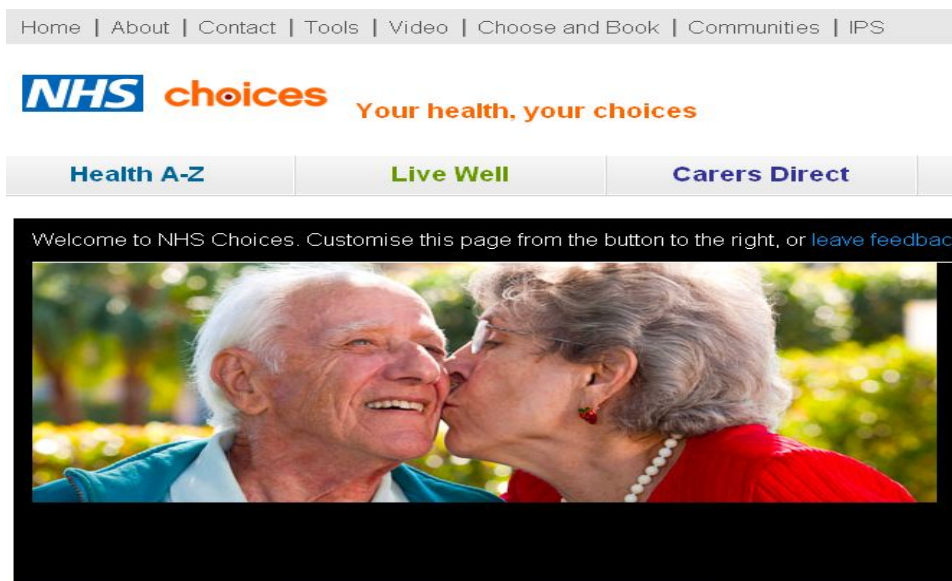 Home | About | Contact | Tools | Video | Choose and Book | Communities | IPS
NHS choices Your health, your choices
Health A-Z Live Well Carers Direct
Welcome to NHS Choices. Customise this page from the button to the right, or leave feedbac